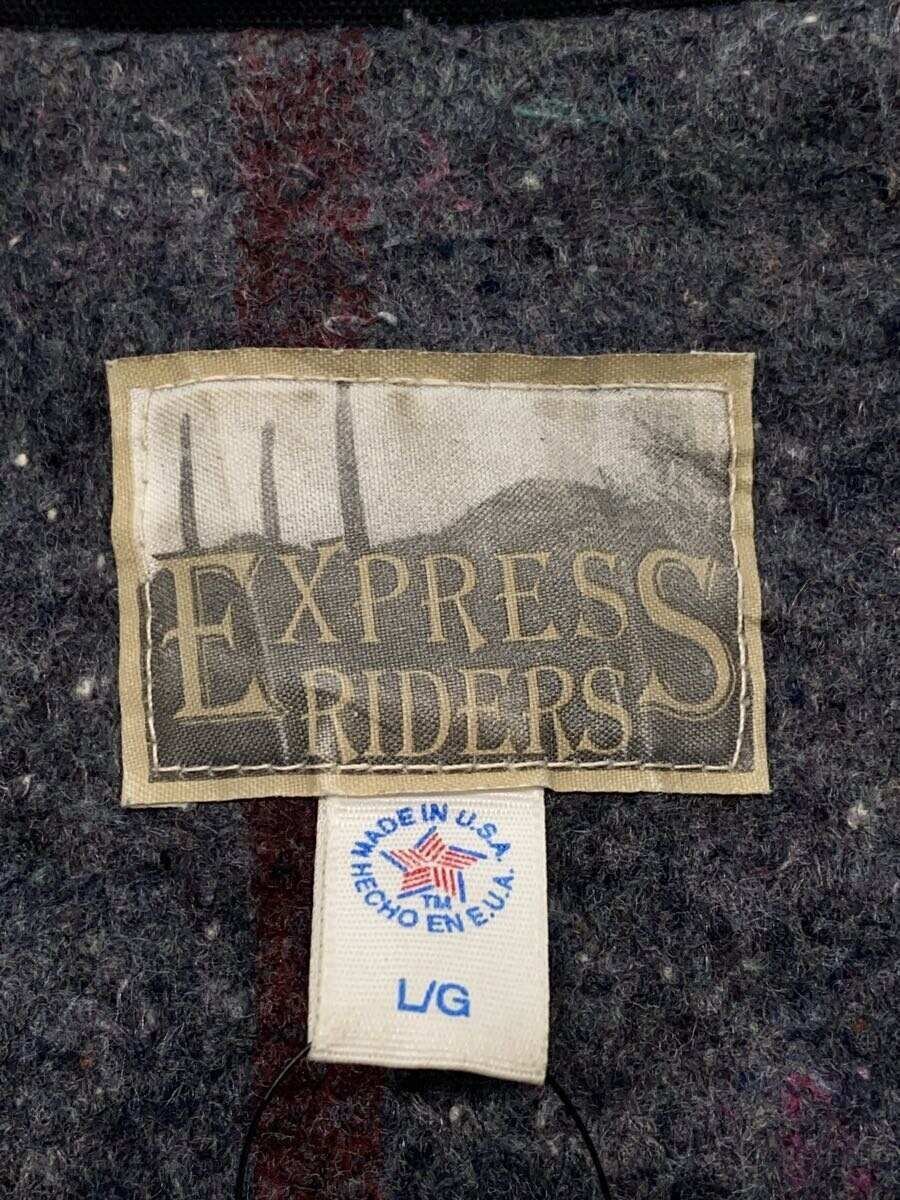 EXPRESS
RIDERS
MADE IN U.S.A.
TM
HECHO EN E.U.A.
L/G